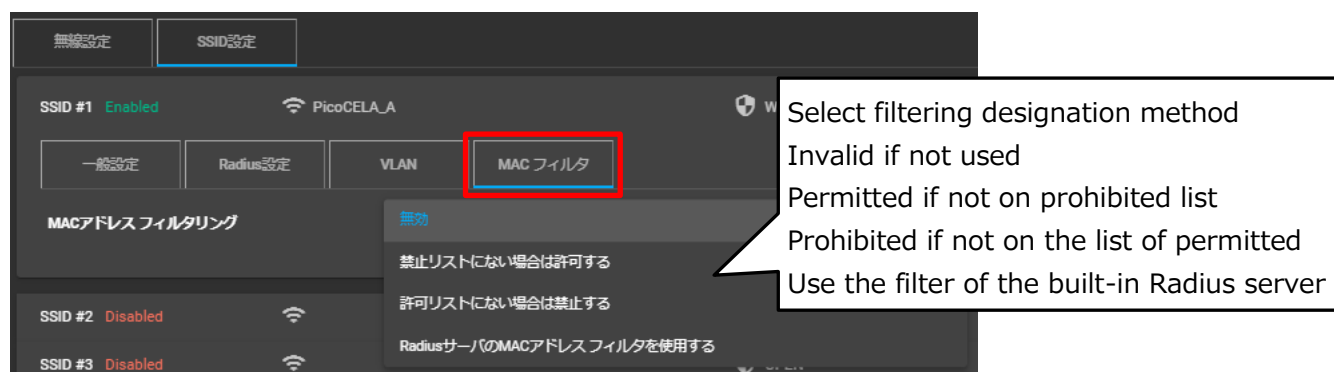 無線設定
SSID設定
SSID #1 Enabled
PicoCELA_A
一般設定
Radius設定
VLAN
MAC フィルタ
MACアドレス フィルタリング
無効
禁止リストにない場合は許可する
許可リストにない場合は禁止する
RadiusサーバのMACアドレス フィルタを使用する
SSID #2 Disabled
SSID #3 Disabled
Select filtering designation method
Invalid if not used
Permitted if not on prohibited list
Prohibited if not on the list of permitted
Use the filter of the built-in Radius server